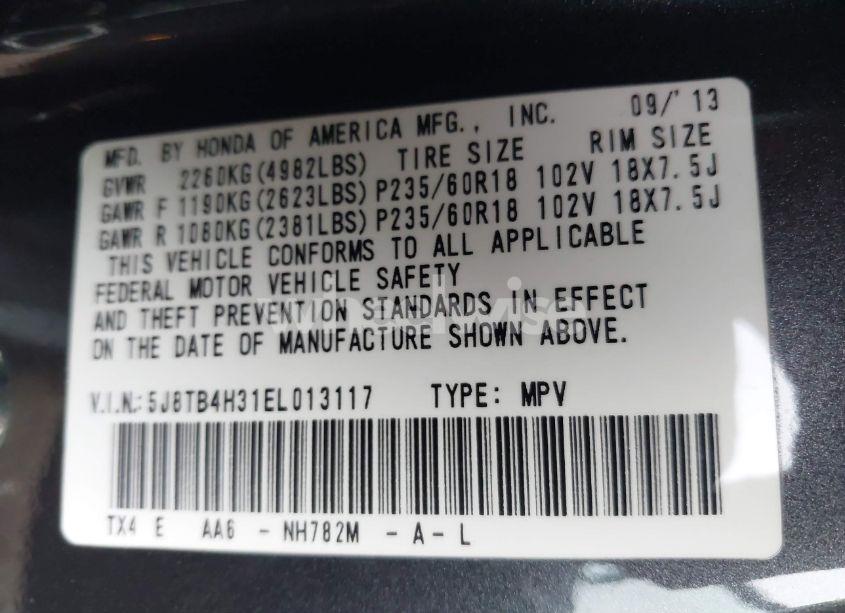 MFD. BY HONDA OF AMERICA MFG., INC. 09/'13
GVWR 2260KG(4982LBS) TIRE SIZE RIM SIZE
GAWR F 1190KG(2623LBS) P235/60R18 102V 18X7.5J
GAWR R 1080KG(2381LBS) P235/60R18 102V 18X7.5J
THIS VEHICLE CONFORMS TO ALL APPLICABLE
FEDERAL MOTOR VEHICLE SAFETY
AND THEFT PREVENTION STANDARDS IN EFFECT
ON THE DATE OF MANUFACTURE SHOWN ABOVE.
V.I.N.: 5J8TB4H31EL013117 TYPE: MPV
TX4 E AA6 - NH782M - A - L